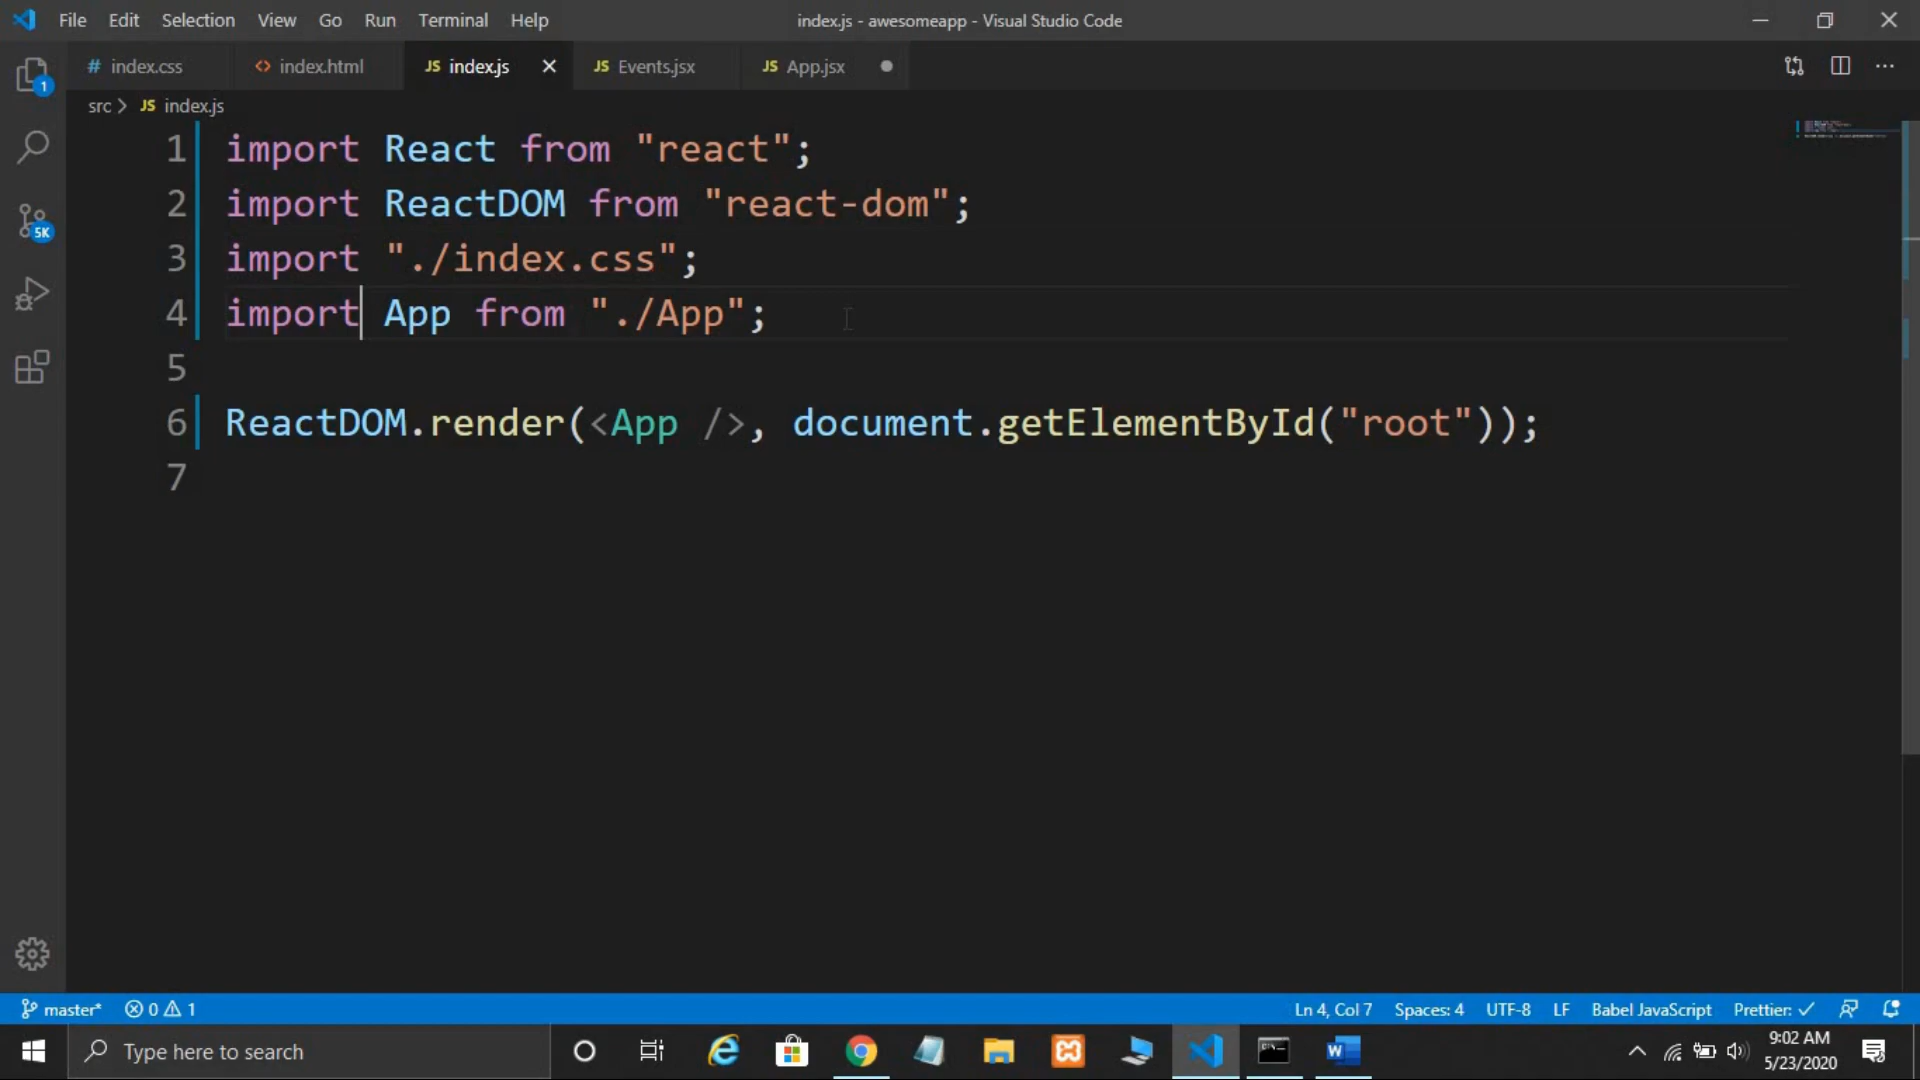 File Edit Selection View Go Run Terminal Help index.js - awesomeapp - Visual Studio Code
# index.css <> index.html JS index.js JS Events.jsx JS App.jsx
src > JS index.js
1
1 import React from "react";
2 import ReactDOM from "react-dom";
3 import "./index.css";
4 import App from "./App";
5
6 ReactDOM.render(<App />, document.getElementById("root"));
7
5K
master* 0 1 Ln 4, Col 7 Spaces: 4 UTF-8 LF Babel JavaScript Prettier: ✓
Type here to search
9:02 AM
5/23/2020